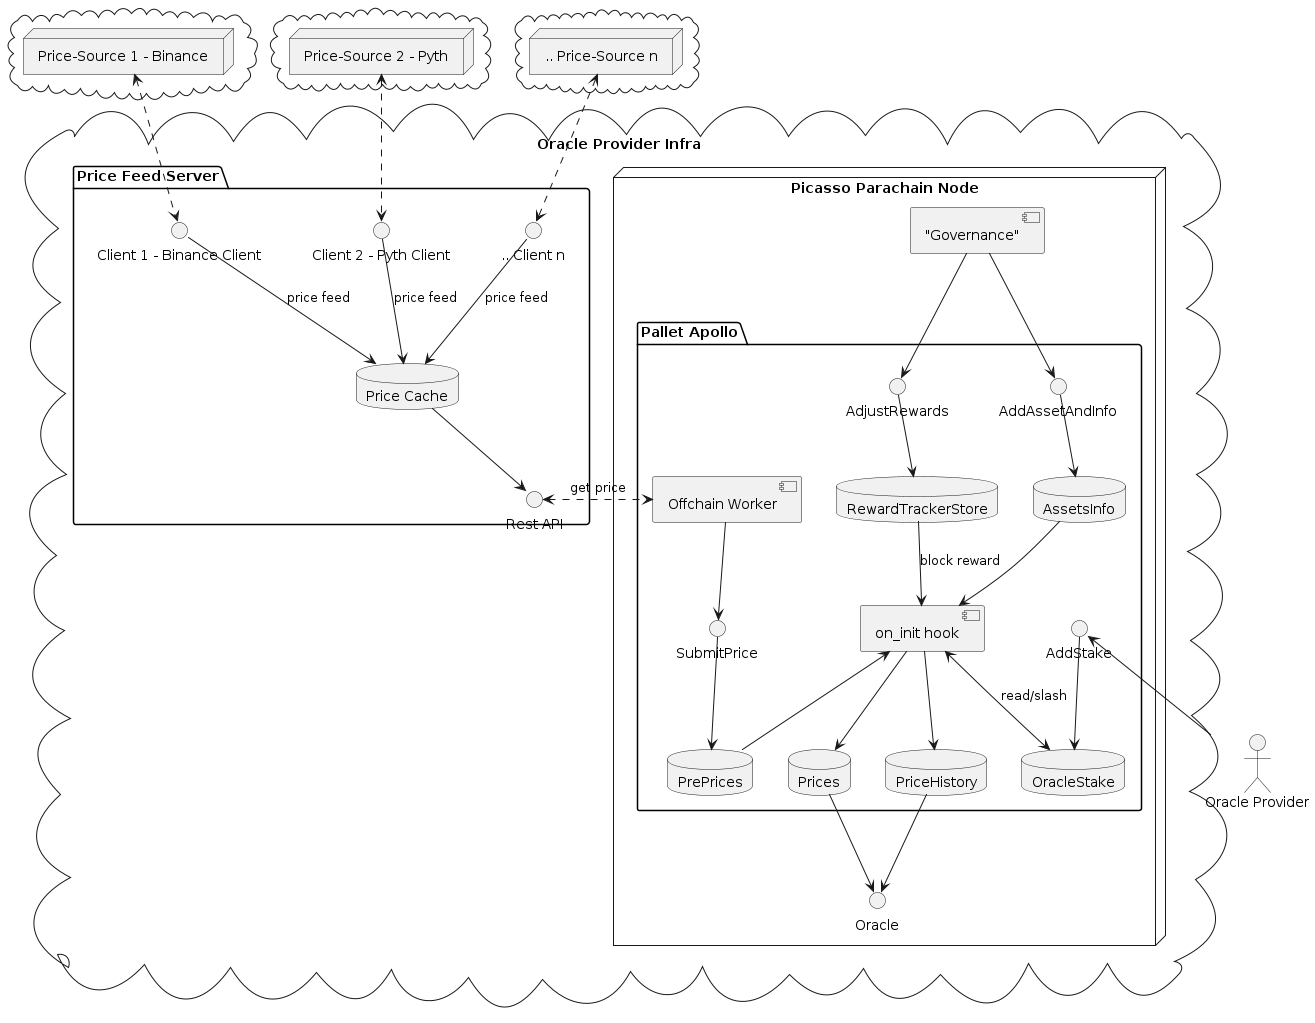 Price-Source 1 - Binance
Price-Source 2 - Pyth
.. Price-Source n
Oracle Provider Infra
Price Feed Server
Picasso Parachain Node
"Governance"
Client 1 - Binance Client
Client 2 - Pyth Client
.. Client n
price feed
price feed
price feed
Pallet Apollo
Price Cache
AdjustRewards
AddAssetAndInfo
get price
Rest API
Offchain Worker
RewardTrackerStore
AssetsInfo
block reward
on_init hook
SubmitPrice
AddStake
read/slash
PrePrices
Prices
PriceHistory
OracleStake
Oracle Provider
Oracle